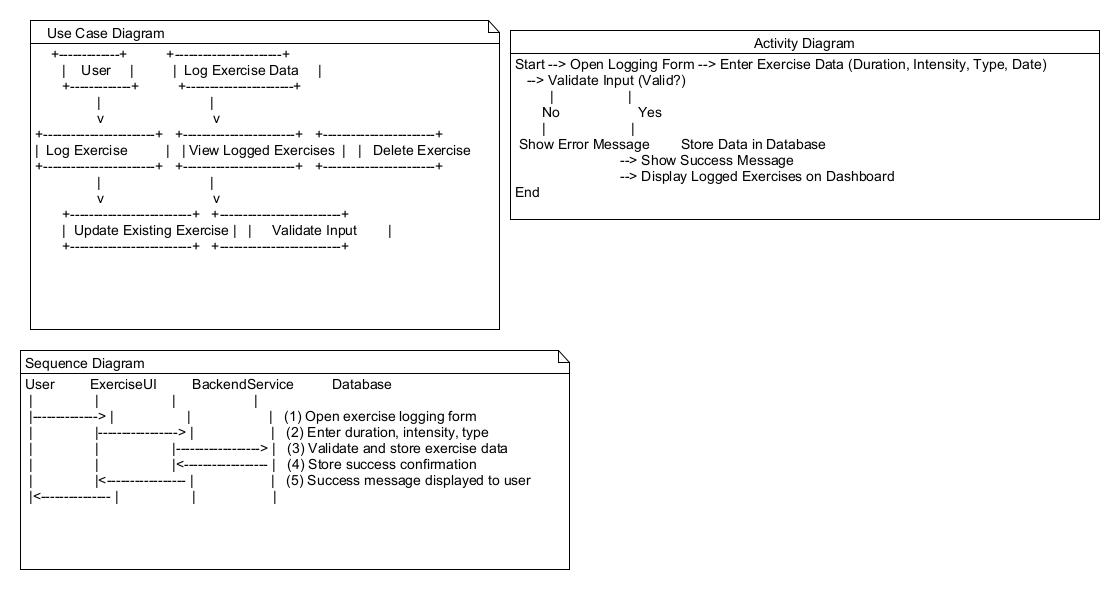 Use Case Diagram
+-------------+ +-----------------------+
| User | | Log Exercise Data |
+-------------+ +-----------------------+
| |
v v
+------------------------+ +------------------------+ +------------------------+
| Log Exercise | | View Logged Exercises | | Delete Exercise
+------------------------+ +------------------------+ +------------------------+
| |
v v
+--------------------------+ +--------------------------+
| Update Existing Exercise | | Validate Input |
+--------------------------+ +--------------------------+
Activity Diagram
Start --> Open Logging Form --> Enter Exercise Data (Duration, Intensity, Type, Date)
--> Validate Input (Valid?)
| |
No Yes
| |
Show Error Message Store Data in Database
--> Show Success Message
--> Display Logged Exercises on Dashboard
End
Sequence Diagram
User ExerciseUI BackendService Database
| | | |
|-------------> | | | (1) Open exercise logging form
| |-----------------> | | (2) Enter duration, intensity, type
| | |------------------> | (3) Validate and store exercise data
| | |<------------------ | (4) Store success confirmation
| |<----------------- | | (5) Success message displayed to user
|<--------------- | | |